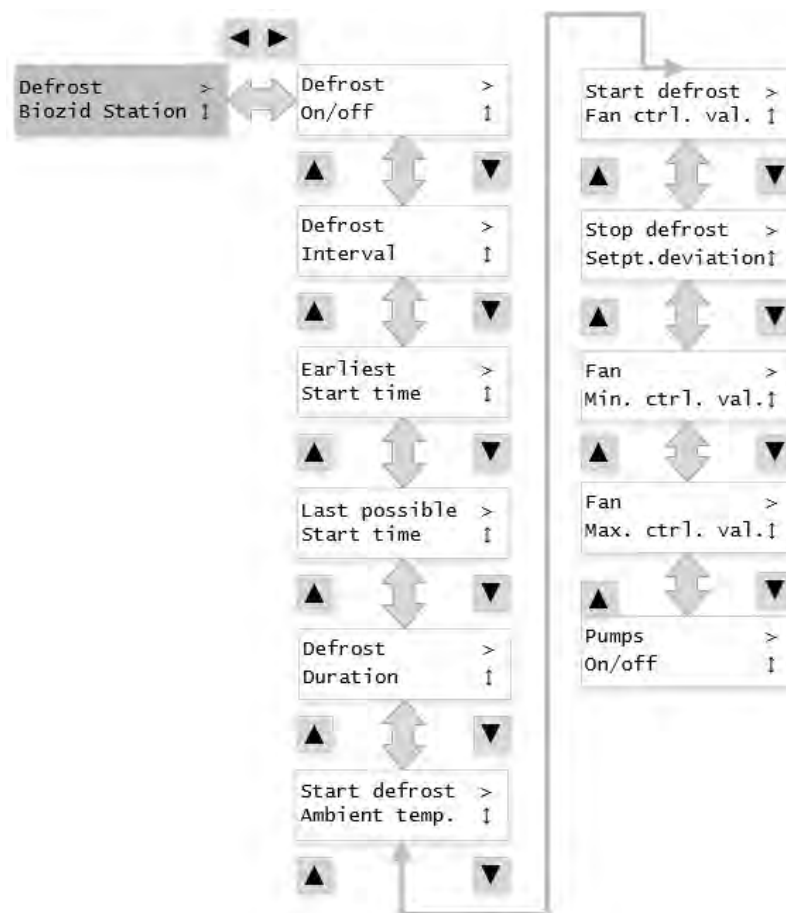 Defrost >
Biozid Station ↕
Defrost >
On/off ↕
Defrost >
Interval ↕
Earliest >
Start time ↕
Last possible >
Start time ↕
Defrost >
Duration ↕
Start defrost >
Ambient temp. ↕
Start defrost >
Fan ctrl. val. ↕
Stop defrost >
Setpt.deviation↕
Fan >
Min. ctrl. val.↕
Fan >
Max. ctrl. val.↕
Pumps >
On/off ↕